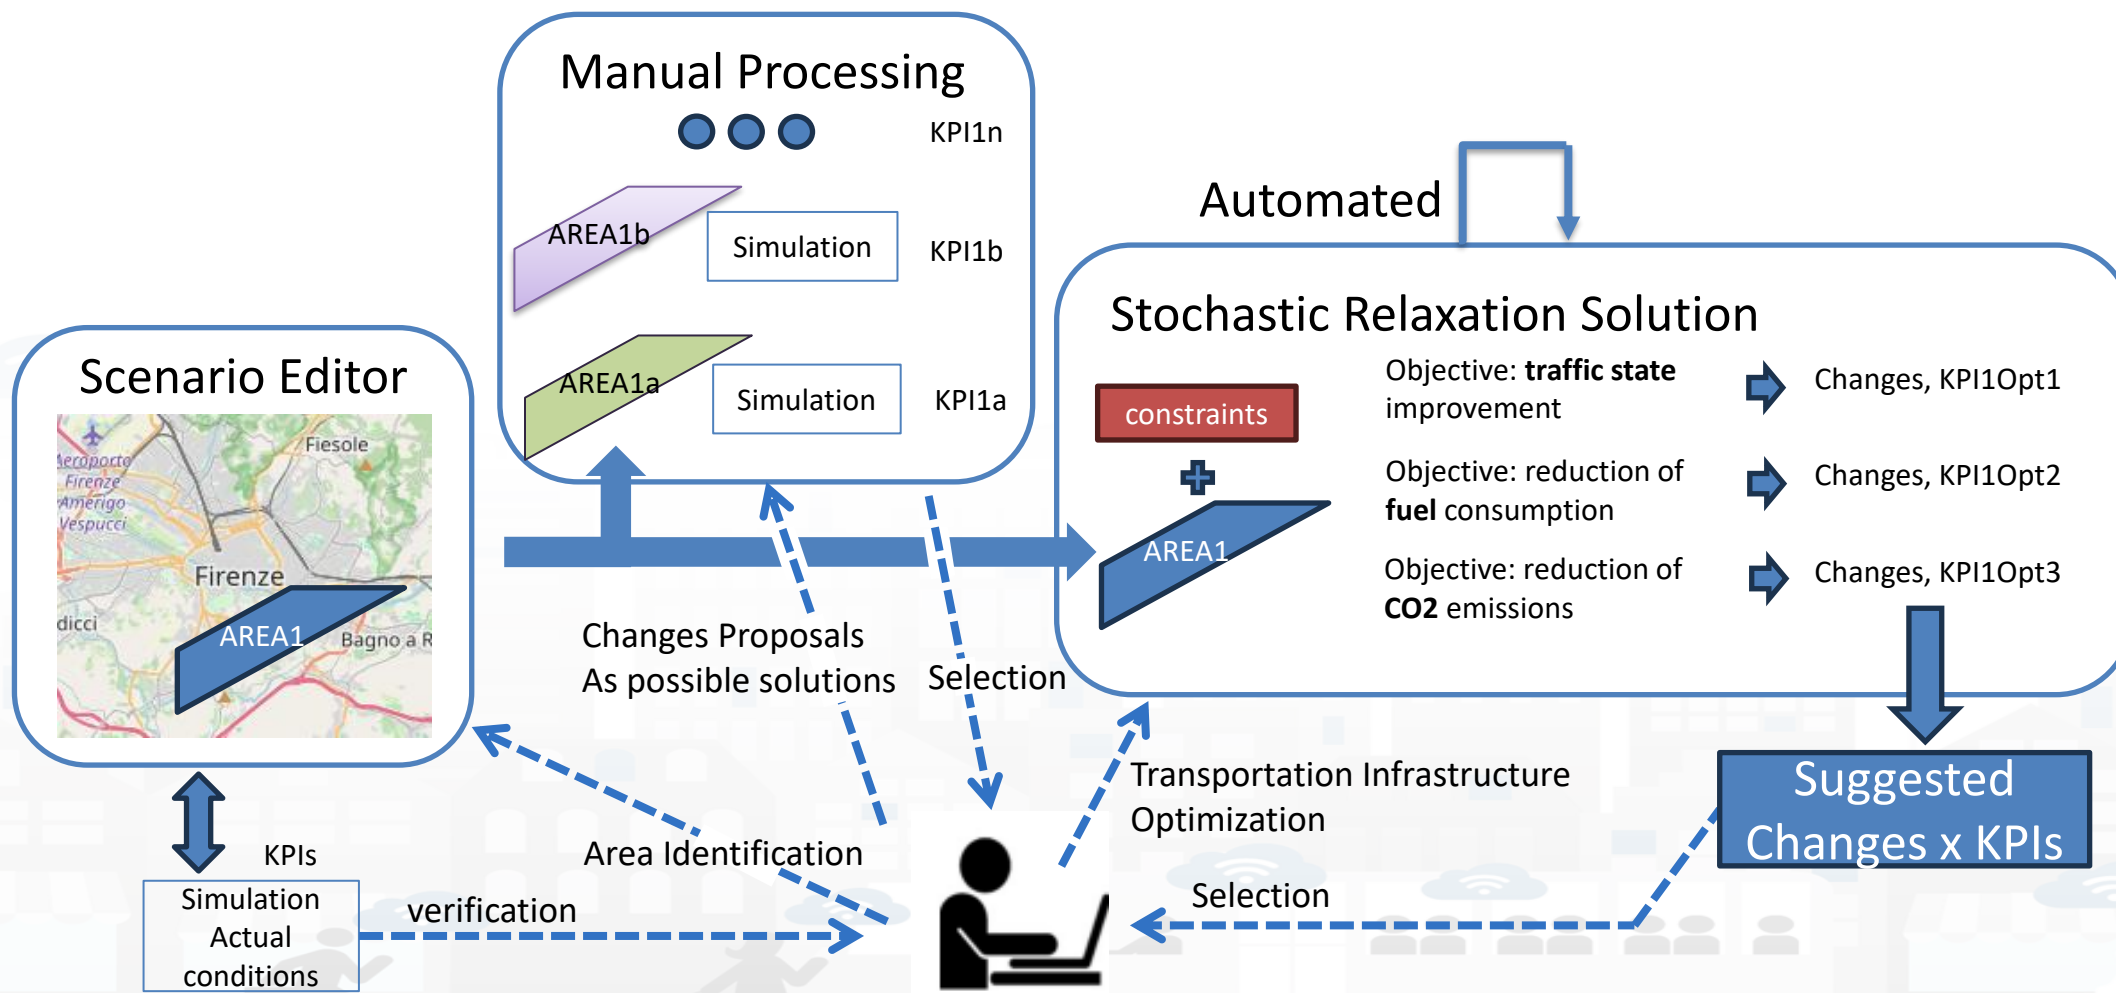 Manual Processing
KPI1n
AREA1b
Simulation
KPI1b
AREA1a
Simulation
KPI1a
Automated
Stochastic Relaxation Solution
constraints
AREA1
Objective: traffic state
improvement
Changes, KPI1Opt1
Objective: reduction of
fuel consumption
Changes, KPI1Opt2
Objective: reduction of
CO2 emissions
Changes, KPI1Opt3
Scenario Editor
Fiesole
Aeroporto
Firenze
Amerigo
Vespucci
Firenze
dicci
AREA1
Bagno a R
Changes Proposals
As possible solutions
Selection
Transportation Infrastructure
Optimization
Suggested
Changes x KPIs
Area Identification
KPIs
Simulation
Actual
conditions
verification
Selection